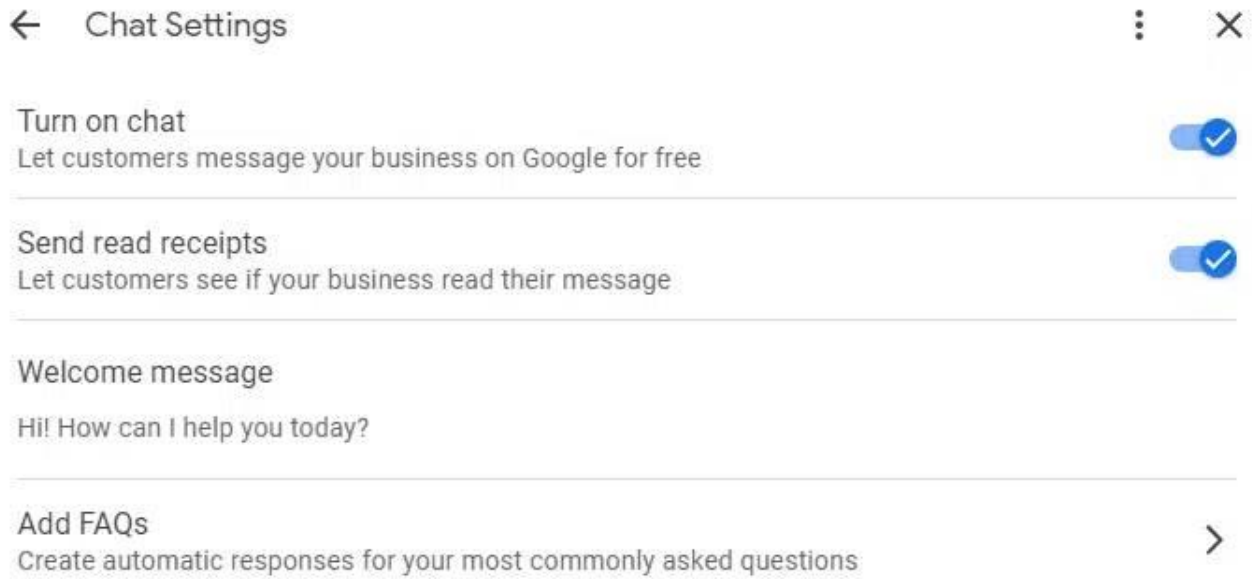 Chat Settings
Turn on chat
Let customers message your business on Google for free
Send read receipts
Let customers see if your business read their message
Welcome message
Hi! How can I help you today?
Add FAQs
Create automatic responses for your most commonly asked questions